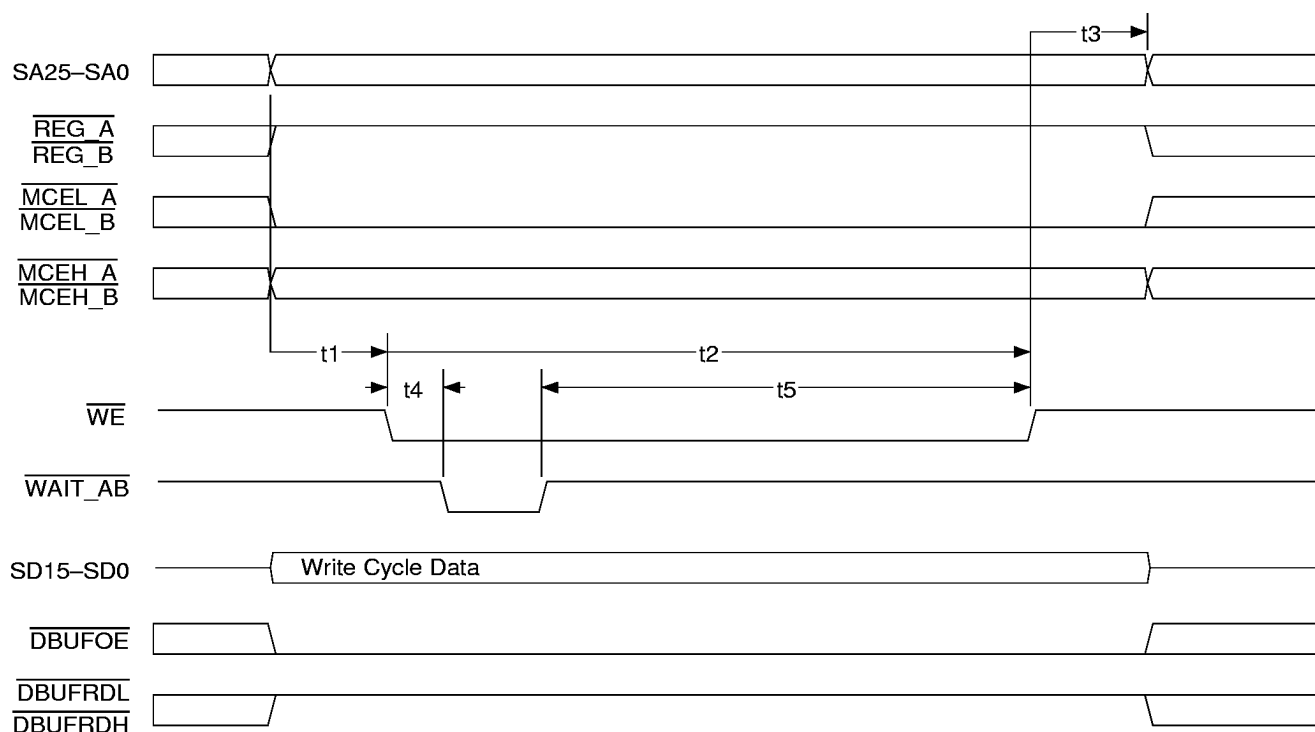 t3
SA25–SA0
REG_A
REG_B
MCEL_A
MCEL_B
MCEH_A
MCEH_B
t1
t2
t4
t5
WE
WAIT_AB
SD15–SD0
Write Cycle Data
DBUFOE
DBUFRDL
DBUFRDH